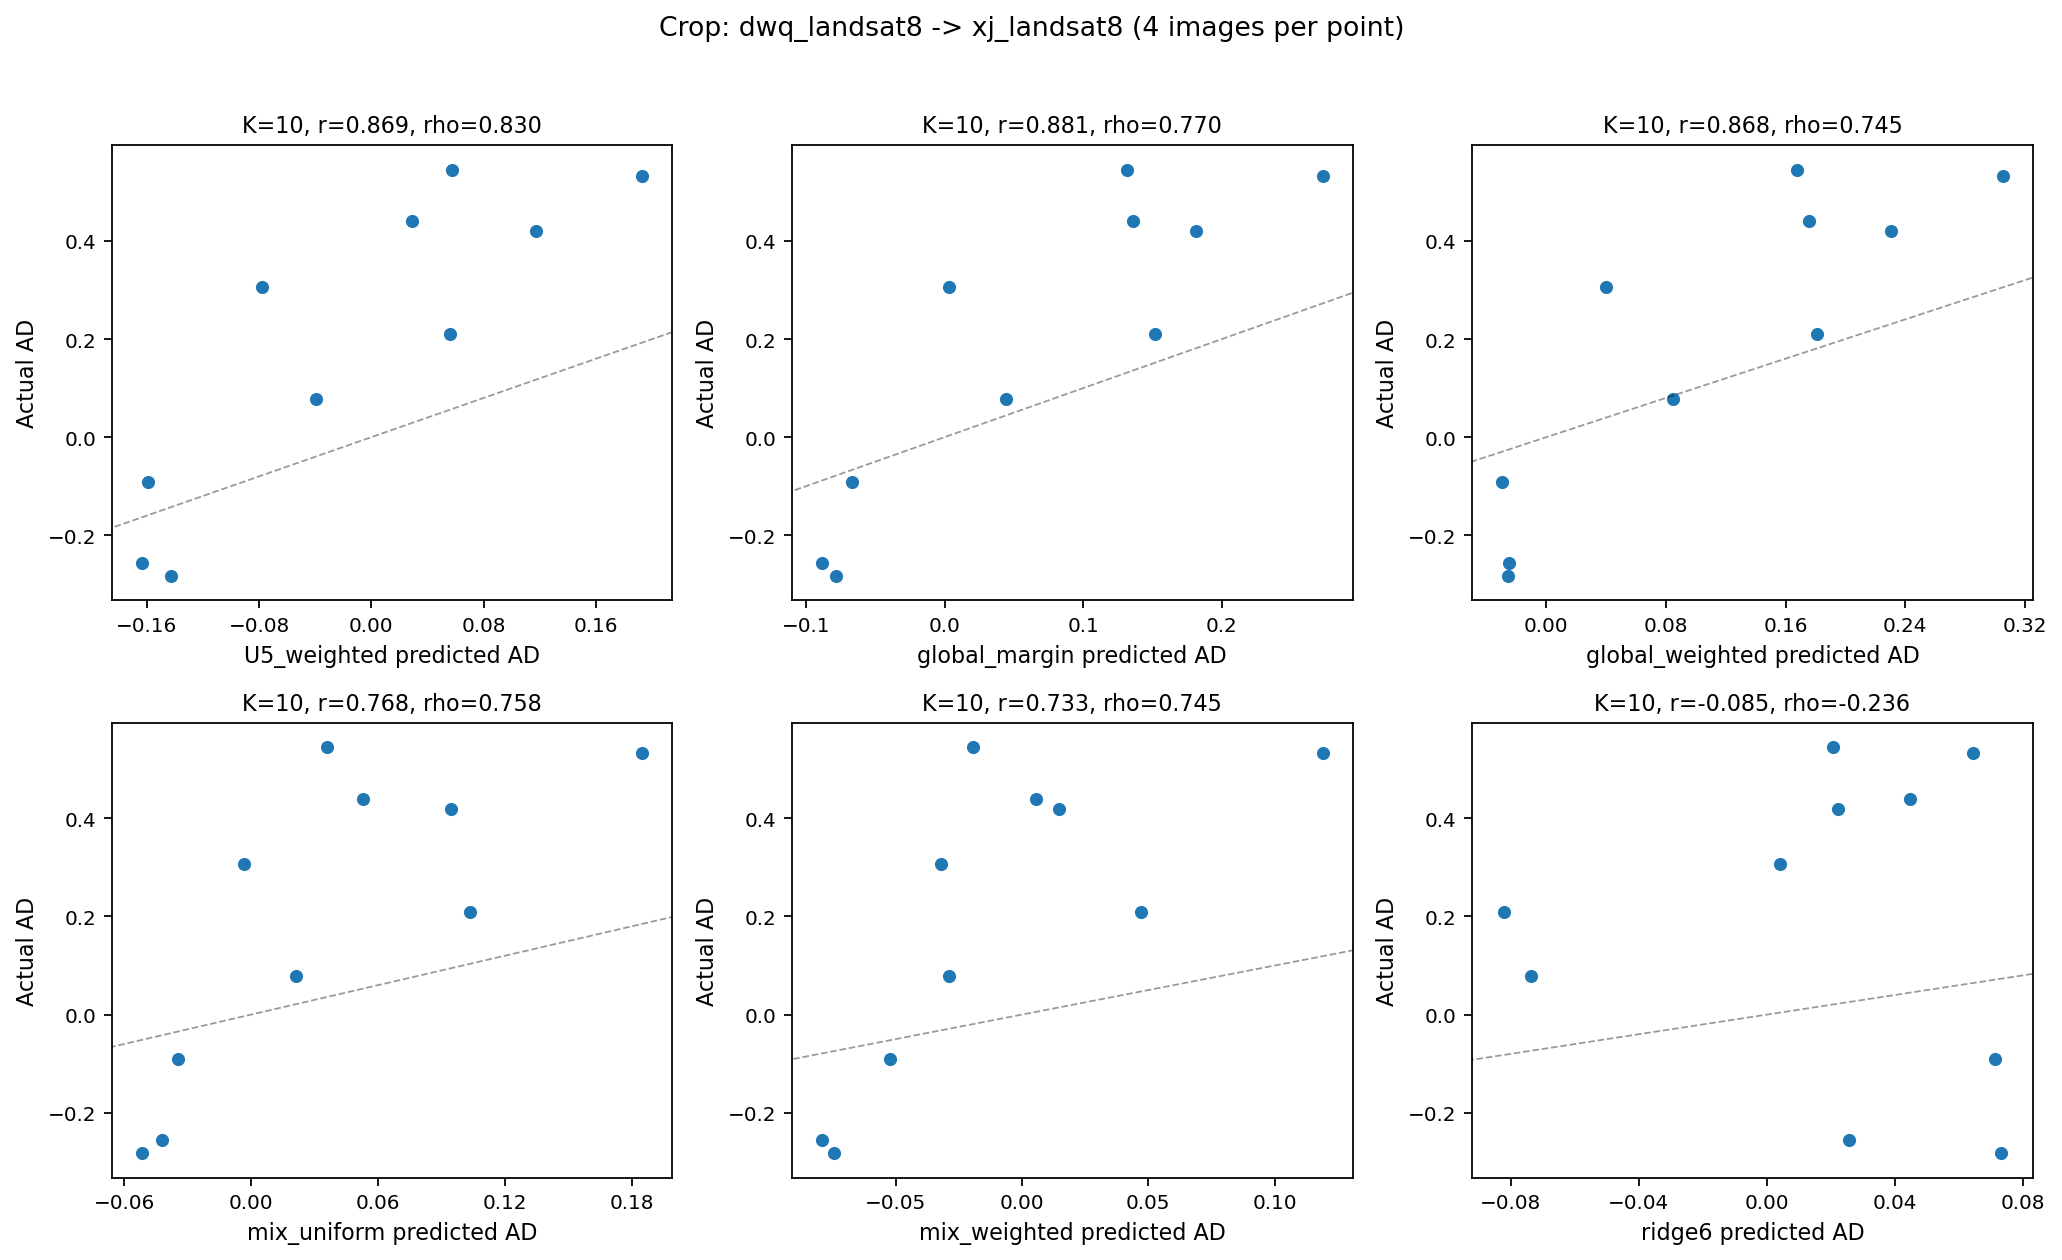 Crop: dwq_landsat8 -> xj_landsat8 (4 images per point)
K=10, r=0.869, rho=0.830
Actual AD
0.4
0.2
0.0
−0.2
−0.16
−0.08
0.00
0.08
0.16
U5_weighted predicted AD
K=10, r=0.881, rho=0.770
Actual AD
0.4
0.2
0.0
−0.2
−0.1
0.0
0.1
0.2
global_margin predicted AD
K=10, r=0.868, rho=0.745
Actual AD
0.4
0.2
0.0
−0.2
0.00
0.08
0.16
0.24
0.32
global_weighted predicted AD
K=10, r=0.768, rho=0.758
Actual AD
0.4
0.2
0.0
−0.2
−0.06
0.00
0.06
0.12
0.18
mix_uniform predicted AD
K=10, r=0.733, rho=0.745
Actual AD
0.4
0.2
0.0
−0.2
−0.05
0.00
0.05
0.10
mix_weighted predicted AD
K=10, r=-0.085, rho=-0.236
Actual AD
0.4
0.2
0.0
−0.2
−0.08
−0.04
0.00
0.04
0.08
ridge6 predicted AD